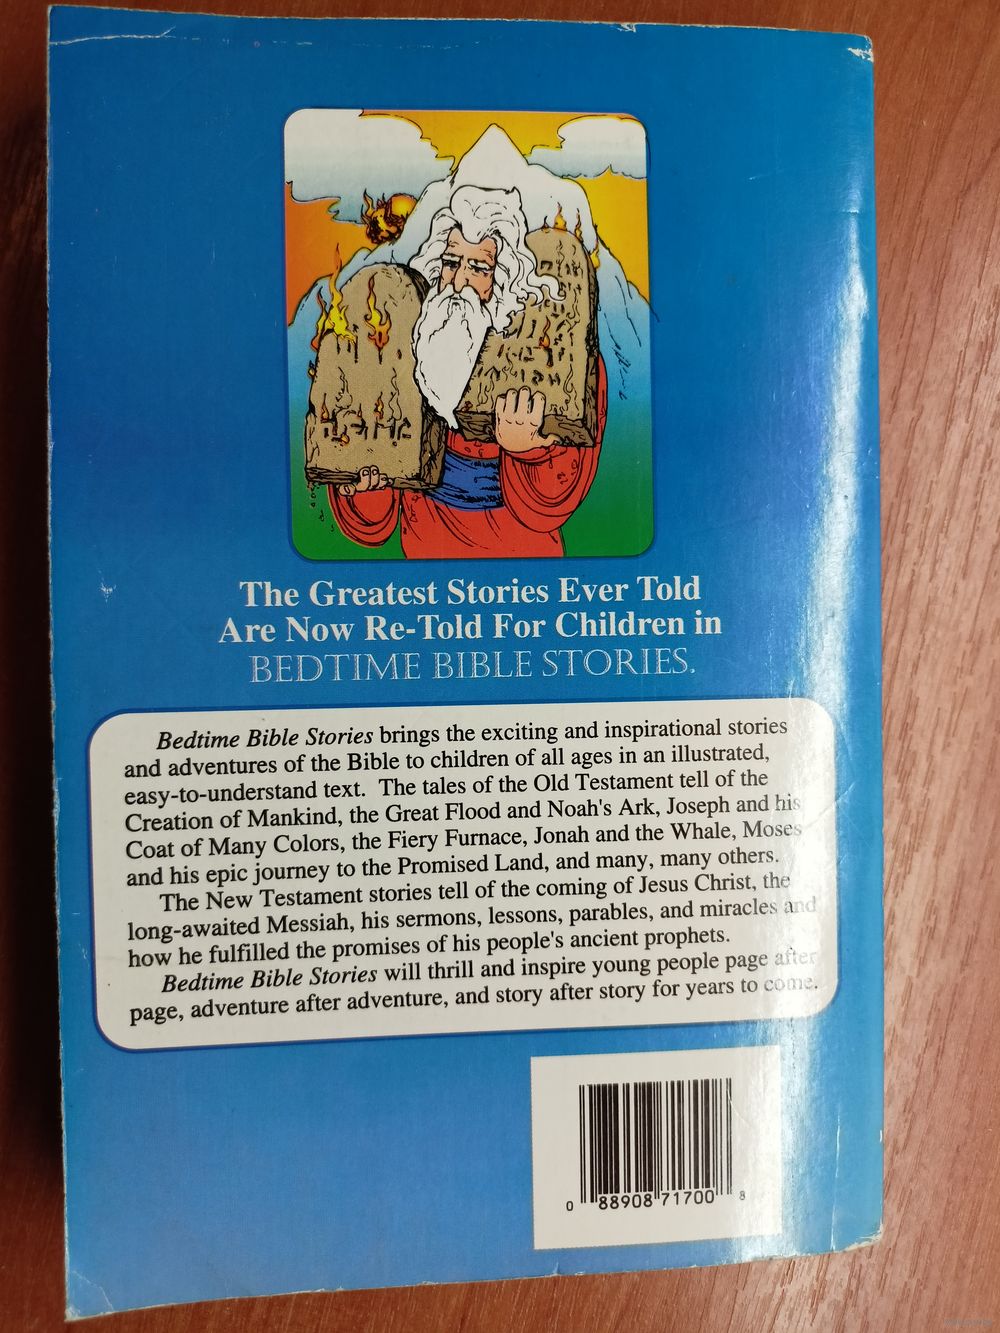 The Greatest Stories Ever Told
Are Now Re-Told For Children in
BEDTIME BIBLE STORIES.
Bedtime Bible Stories brings the exciting and inspirational stories
and adventures of the Bible to children of all ages in an illustrated,
easy-to-understand text. The tales of the Old Testament tell of the
Creation of Mankind, the Great Flood and Noah's Ark, Joseph and his
Coat of Many Colors, the Fiery Furnace, Jonah and the Whale, Moses
and his epic journey to the Promised Land, and many, many others.
The New Testament stories tell of the coming of Jesus Christ, the
long-awaited Messiah, his sermons, lessons, parables, and miracles and
how he fulfilled the promises of his people's ancient prophets.
Bedtime Bible Stories will thrill and inspire young people page after
page, adventure after adventure, and story after story for years to come.
0 88908 71700 8